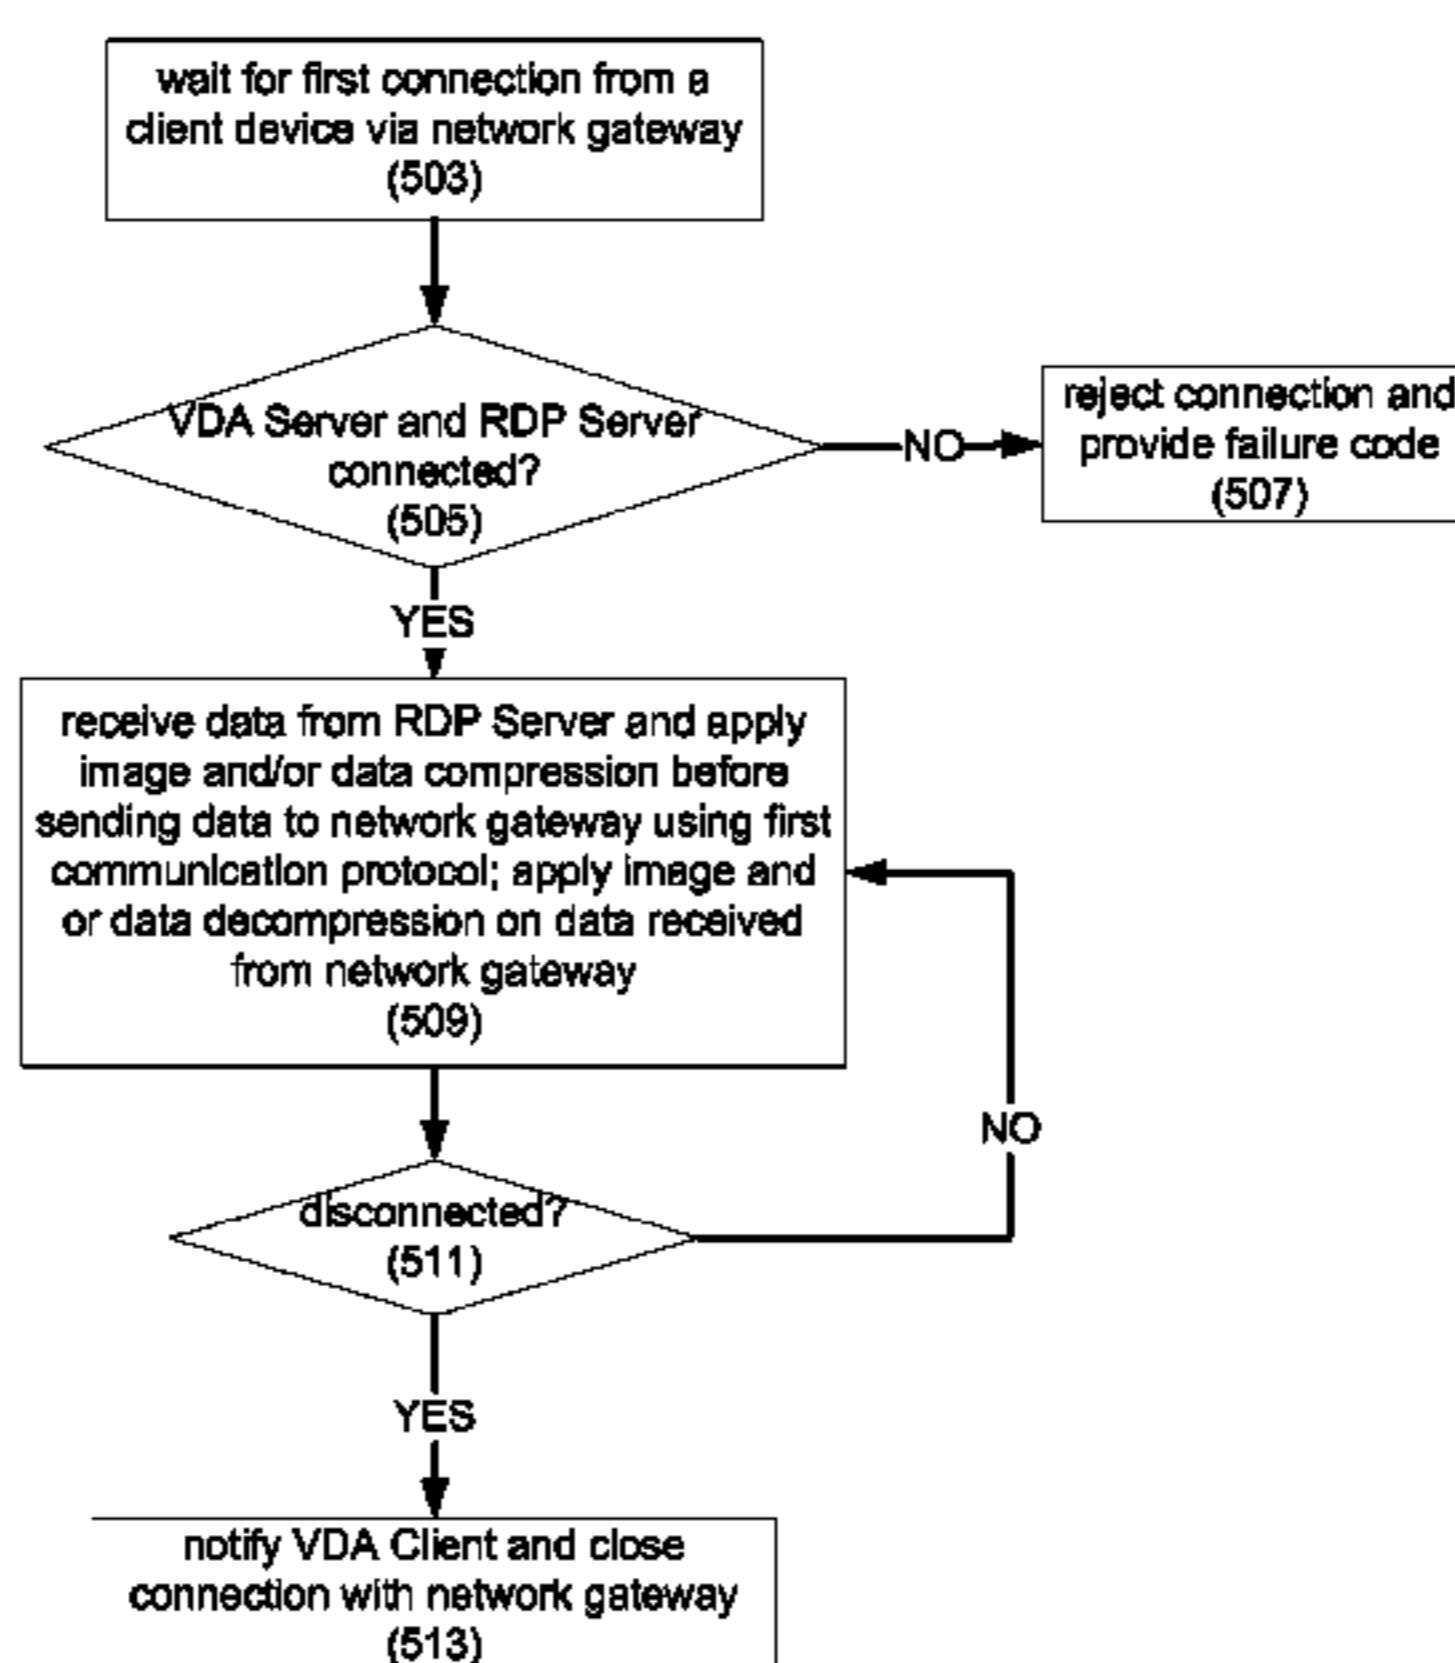 wait for first connection from a
client device via network gateway
(503)
VDA Server and RDP Server
connected?
(505)
NO
reject connection and
provide failure code
(507)
YES
receive data from RDP Server and apply
image and/or data compression before
sending data to network gateway using first
communication protocol; apply image and
or data decompression on data received
from network gateway
(509)
NO
disconnected?
(511)
YES
notify VDA Client and close
connection with network gateway
(513)